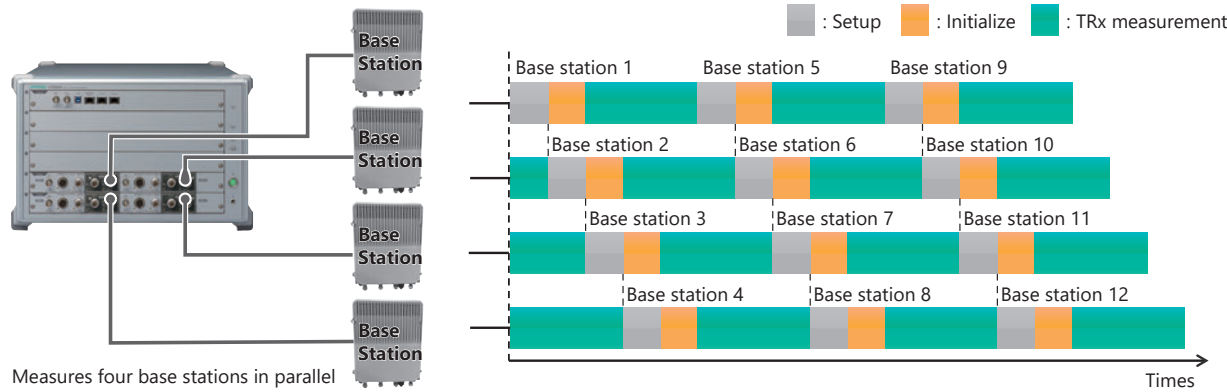 : Setup
: Initialize
: TRx measurement
Base
Station
Base
Station
Base
Station
Base
Station
Measures four base stations in parallel
Base station 1
Base station 5
Base station 9
Base station 2
Base station 6
Base station 10
Base station 3
Base station 7
Base station 11
Base station 4
Base station 8
Base station 12
Times